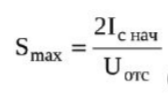 S_max = 2I_с нач / U_отс